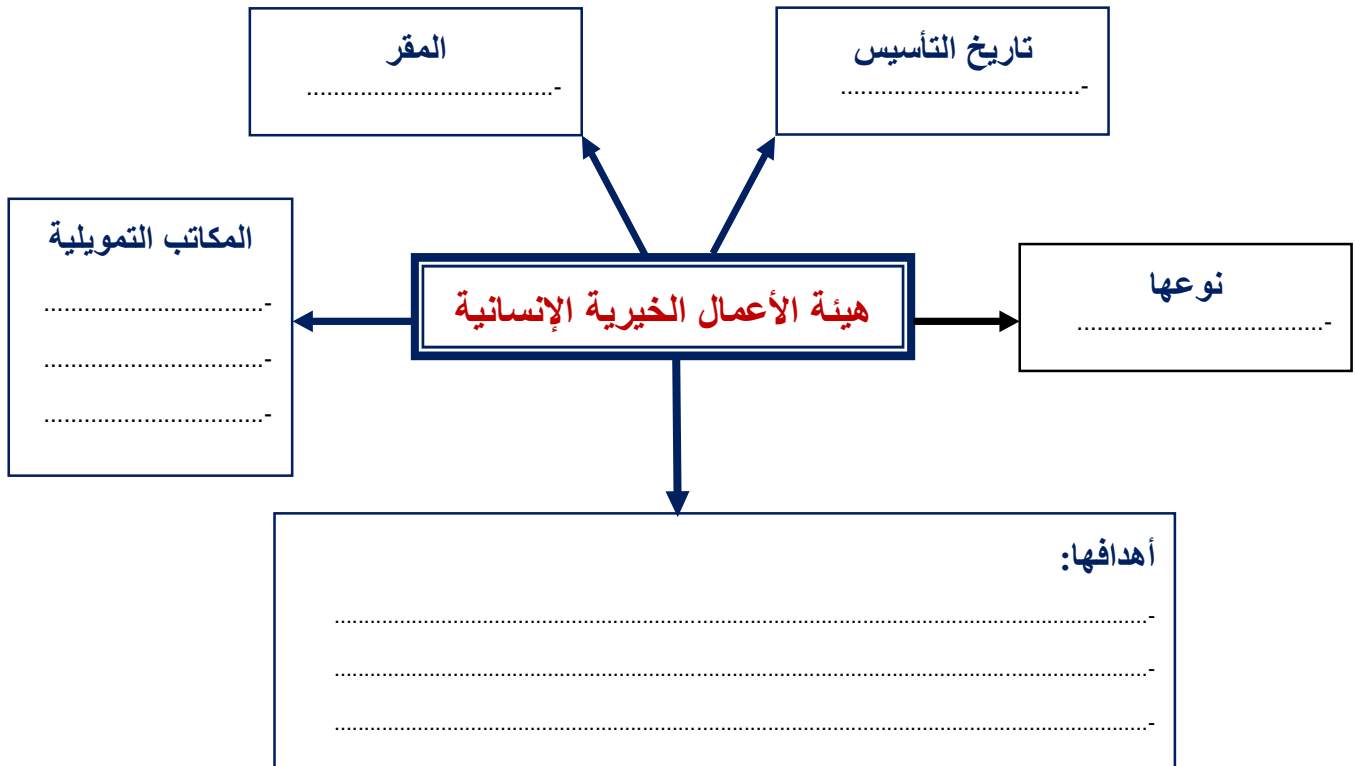 تاريخ التأسيس
-....................................
المقر
-.....................................
نوعها
-.....................................
هيئة الأعمال الخيرية الإنسانية
المكاتب التمويلية
-.................................
-.................................
-.................................
أهدافها:
-.........................................................................................................................................
-.........................................................................................................................................
-.........................................................................................................................................